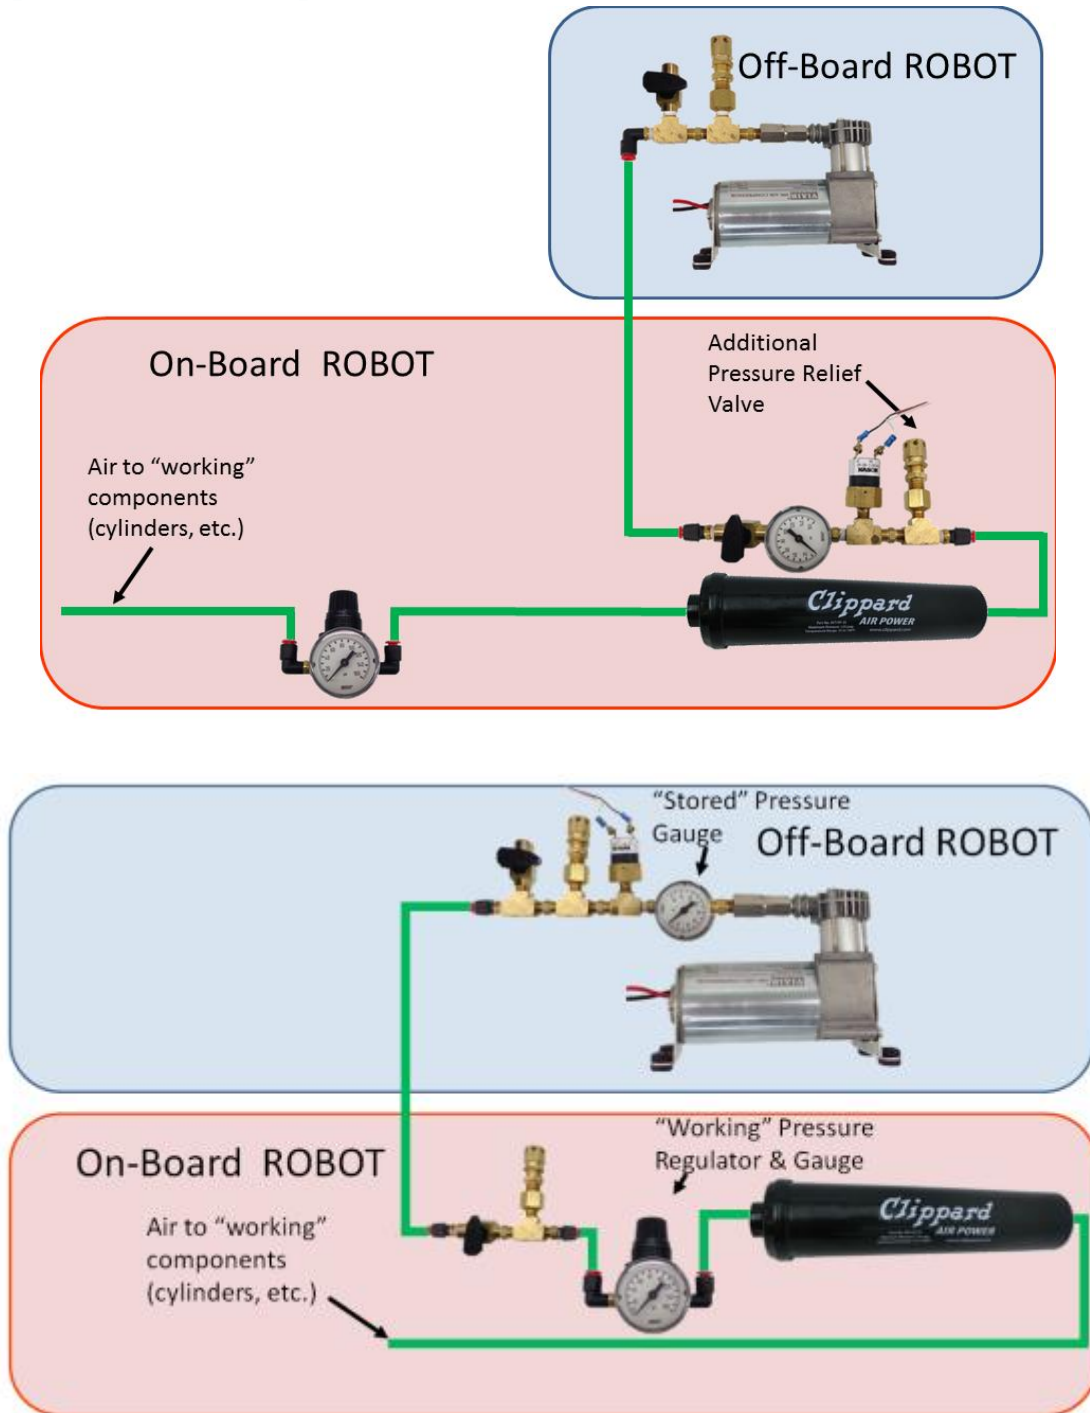 Off-Board ROBOT
On-Board ROBOT
Additional
Pressure Relief
Valve
Air to “working”
components
(cylinders, etc.)
Clippard
AIR POWER
“Stored” Pressure
Gauge
Off-Board ROBOT
On-Board ROBOT
“Working” Pressure
Regulator & Gauge
Air to “working”
components
(cylinders, etc.)
Clippard
AIR POWER